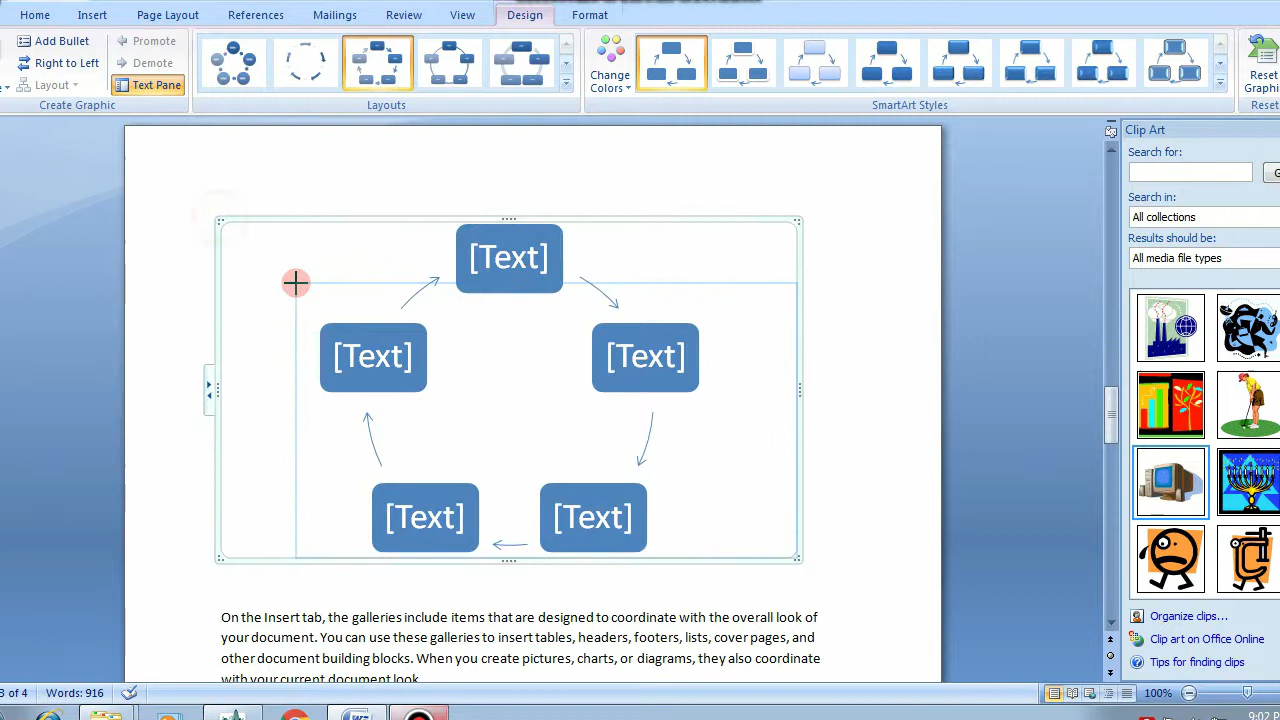 Home Insert Page Layout References Mailings Review View Design Format
Add Bullet Promote
Right to Left Demote
Layout Text Pane
Change
Colors
Reset
Create Graphic Layouts SmartArt Styles Reset
Clip Art
Search for:
Search in:
All collections
Results should be:
All media file types
[Text]
[Text] [Text]
[Text] [Text]
On the Insert tab, the galleries include items that are designed to coordinate with the overall look of
your document. You can use these galleries to insert tables, headers, footers, lists, cover pages, and
other document building blocks. When you create pictures, charts, or diagrams, they also coordinate
with your current document look.
Organize clips...
Clip art on Office Online
Tips for finding clips
3 of 4 Words: 916 100%
9:02 P